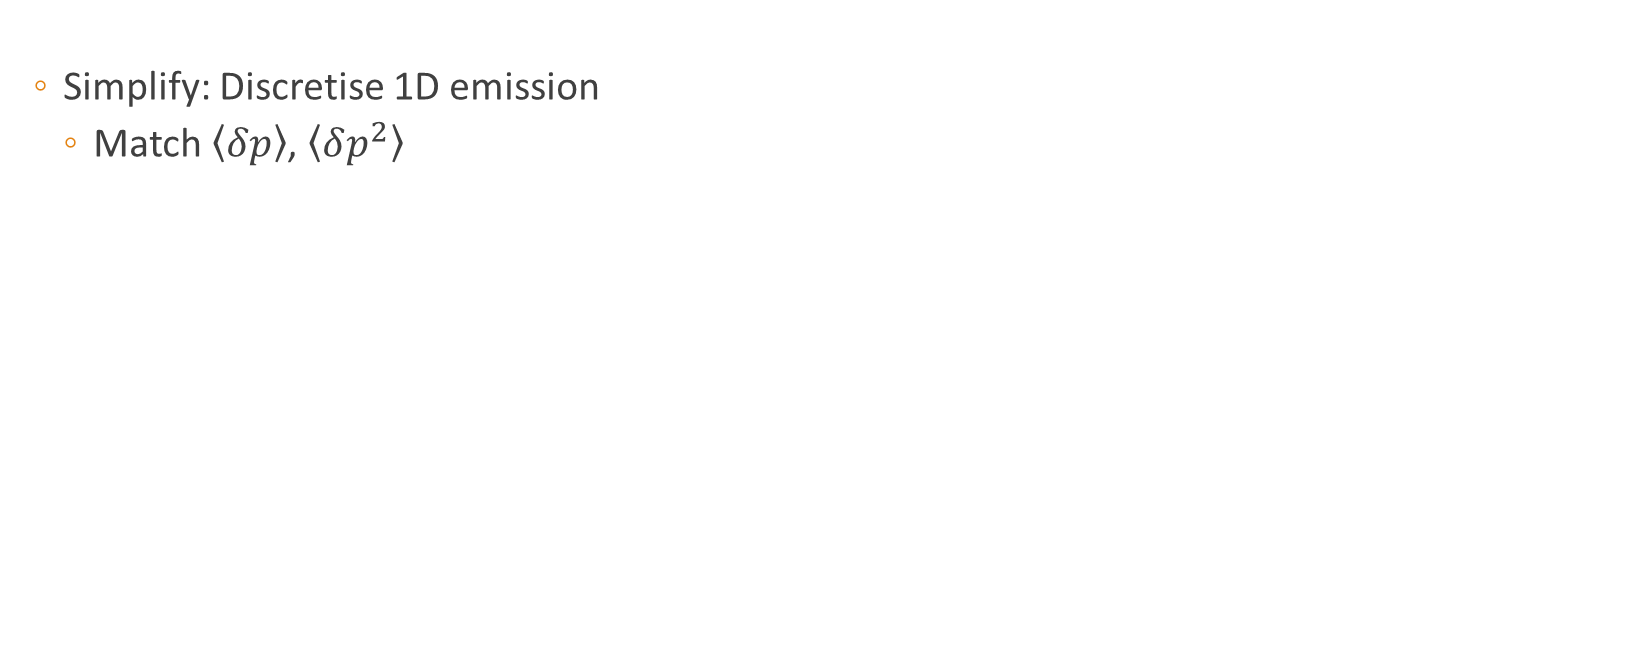 ◦ Simplify: Discretise 1D emission
◦ Match ⟨𝛿𝑝⟩, ⟨𝛿𝑝²⟩